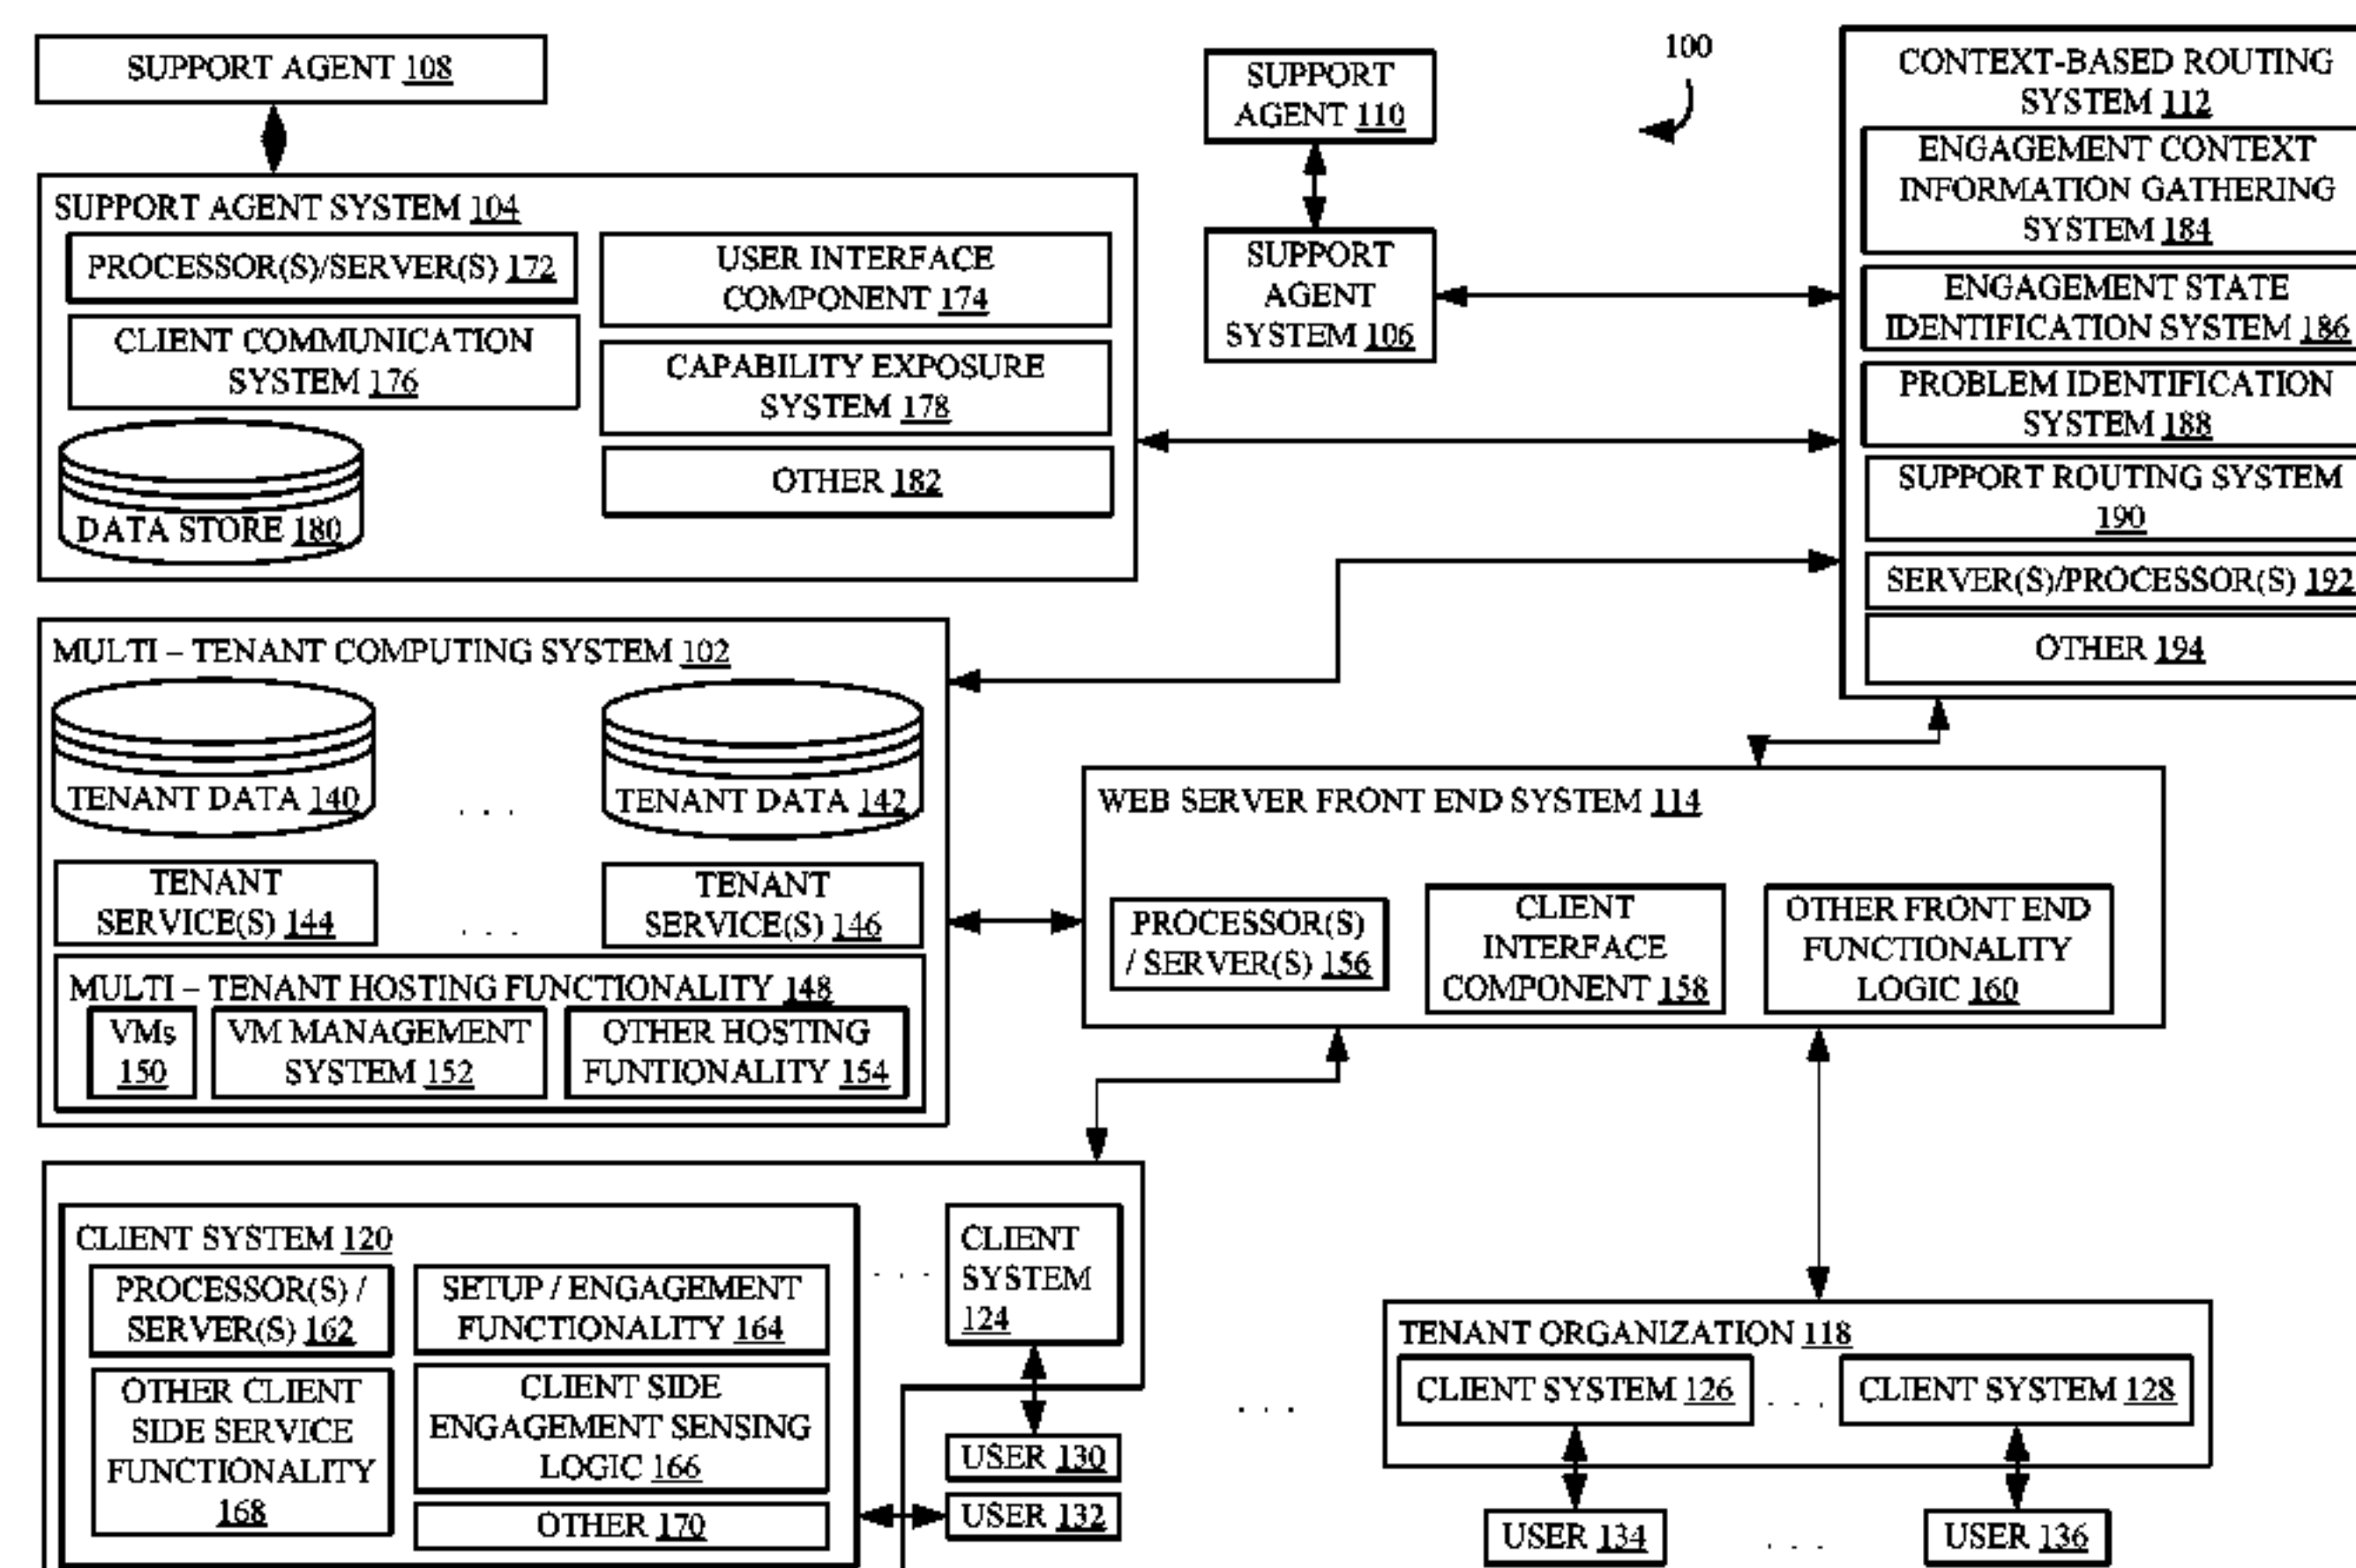 SUPPORT AGENT 108
SUPPORT
AGENT 110
100
SUPPORT AGENT SYSTEM 104
PROCESSOR(S)/SERVER(S) 172
CLIENT COMMUNICATION
SYSTEM 176
DATA STORE 180
USER INTERFACE
COMPONENT 174
CAPABILITY EXPOSURE
SYSTEM 178
OTHER 182
SUPPORT
AGENT
SYSTEM 106
CONTEXT-BASED ROUTING
SYSTEM 112
ENGAGEMENT CONTEXT
INFORMATION GATHERING
SYSTEM 184
ENGAGEMENT STATE
IDENTIFICATION SYSTEM 186
PROBLEM IDENTIFICATION
SYSTEM 188
SUPPORT ROUTING SYSTEM
190
SERVER(S)/PROCESSOR(S) 192
OTHER 194
MULTI – TENANT COMPUTING SYSTEM 102
TENANT DATA 140
. . .
TENANT DATA 142
TENANT
SERVICE(S) 144
. . .
TENANT
SERVICE(S) 146
MULTI – TENANT HOSTING FUNCTIONALITY 148
VMs
150
VM MANAGEMENT
SYSTEM 152
OTHER HOSTING
FUNTIONALITY 154
WEB SERVER FRONT END SYSTEM 114
PROCESSOR(S)
/ SERVER(S) 156
CLIENT
INTERFACE
COMPONENT 158
OTHER FRONT END
FUNCTIONALITY
LOGIC 160
CLIENT SYSTEM 120
PROCESSOR(S) /
SERVER(S) 162
OTHER CLIENT
SIDE SERVICE
FUNCTIONALITY
168
SETUP / ENGAGEMENT
FUNCTIONALITY 164
CLIENT SIDE
ENGAGEMENT SENSING
LOGIC 166
OTHER 170
. . .
CLIENT
SYSTEM
124
USER 130
USER 132
. . .
TENANT ORGANIZATION 118
CLIENT SYSTEM 126
. . .
CLIENT SYSTEM 128
USER 134
. . .
USER 136